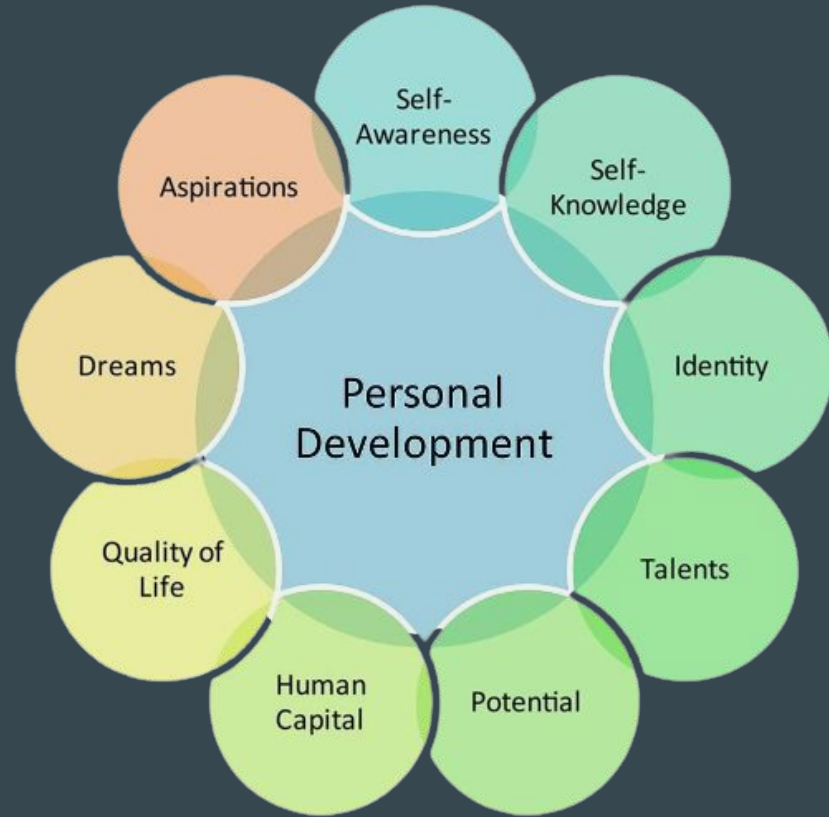 Self-
Awareness
Self-
Knowledge
Identity
Talents
Potential
Human
Capital
Quality of
Life
Dreams
Aspirations
Personal
Development